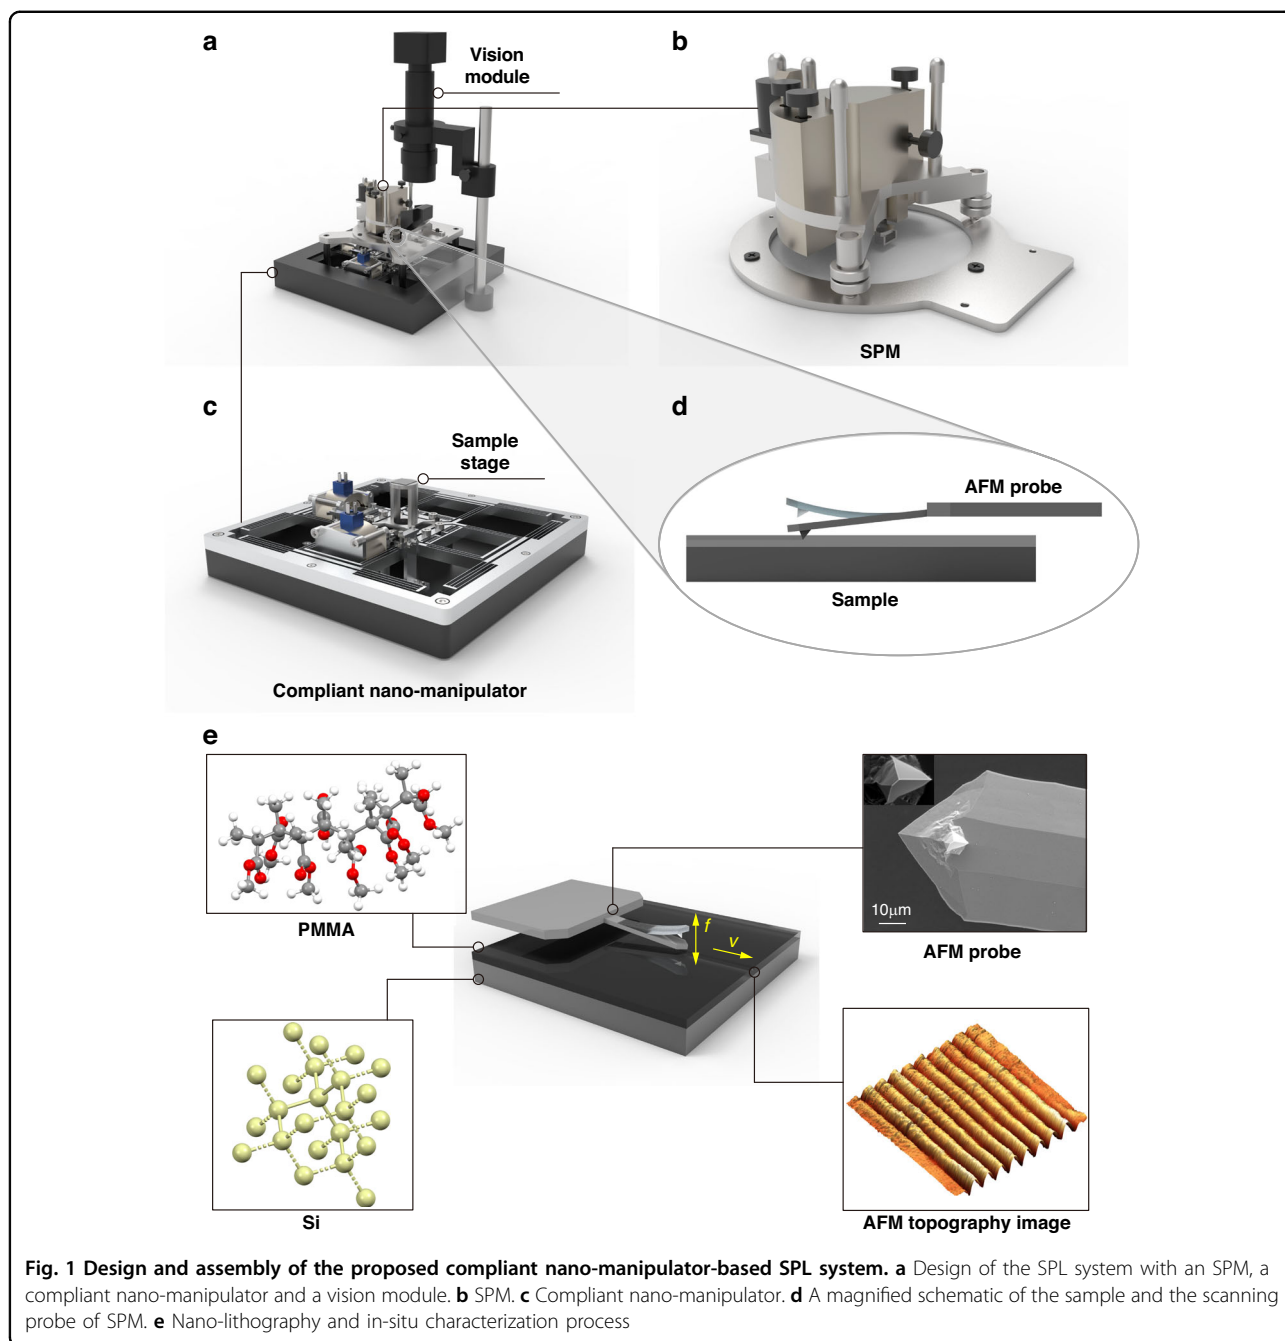 a
Vision
module
b
SPM
c
Sample
stage
Compliant nano-manipulator
d
AFM probe
Sample
e
PMMA
f
v
10μm
AFM probe
Si
AFM topography image
Fig. 1 Design and assembly of the proposed compliant nano-manipulator-based SPL system. a Design of the SPL system with an SPM, a
compliant nano-manipulator and a vision module. b SPM. c Compliant nano-manipulator. d A magnified schematic of the sample and the scanning
probe of SPM. e Nano-lithography and in-situ characterization process